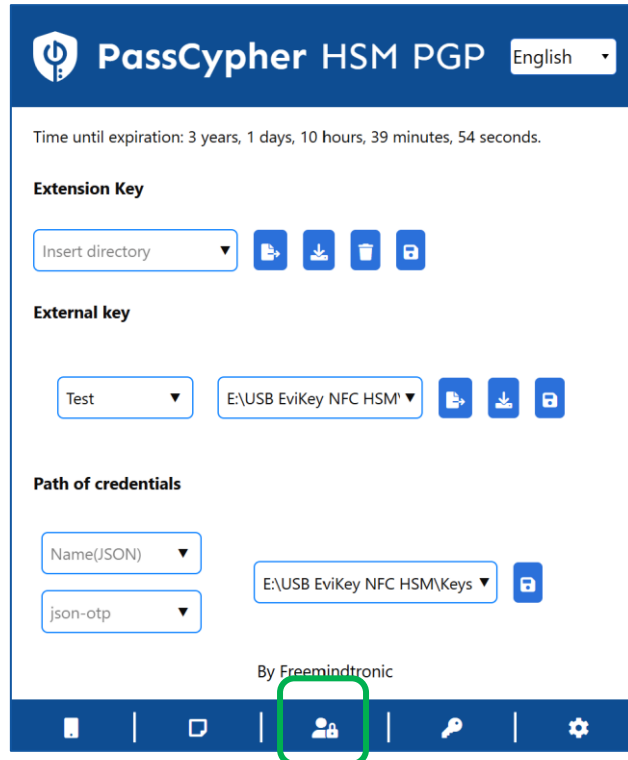 PassCypher HSM PGP
English
Time until expiration: 3 years, 1 days, 10 hours, 39 minutes, 54 seconds.
Extension Key
Insert directory
External key
Test
E:\USB EviKey NFC HSM\
Path of credentials
Name(JSON)
json-otp
E:\USB EviKey NFC HSM\Keys
By Freemindtronic